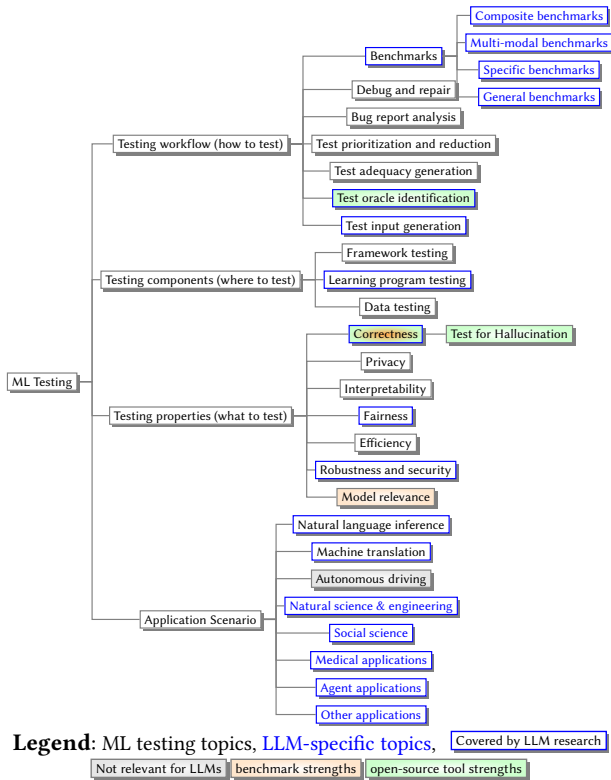 Composite benchmarks
Multi-modal benchmarks
Benchmarks
Specific benchmarks
Debug and repair
General benchmarks
Bug report analysis
Testing workflow (how to test)
Test prioritization and reduction
Test adequacy generation
Test oracle identification
Test input generation
Framework testing
Testing components (where to test)
Learning program testing
Data testing
Correctness
Test for Hallucination
Privacy
ML Testing
Interpretability
Testing properties (what to test)
Fairness
Efficiency
Robustness and security
Model relevance
Natural language inference
Machine translation
Autonomous driving
Natural science & engineering
Application Scenario
Social science
Medical applications
Agent applications
Other applications
Legend: ML testing topics, LLM-specific topics, Covered by LLM research
Not relevant for LLMs benchmark strengths open-source tool strengths